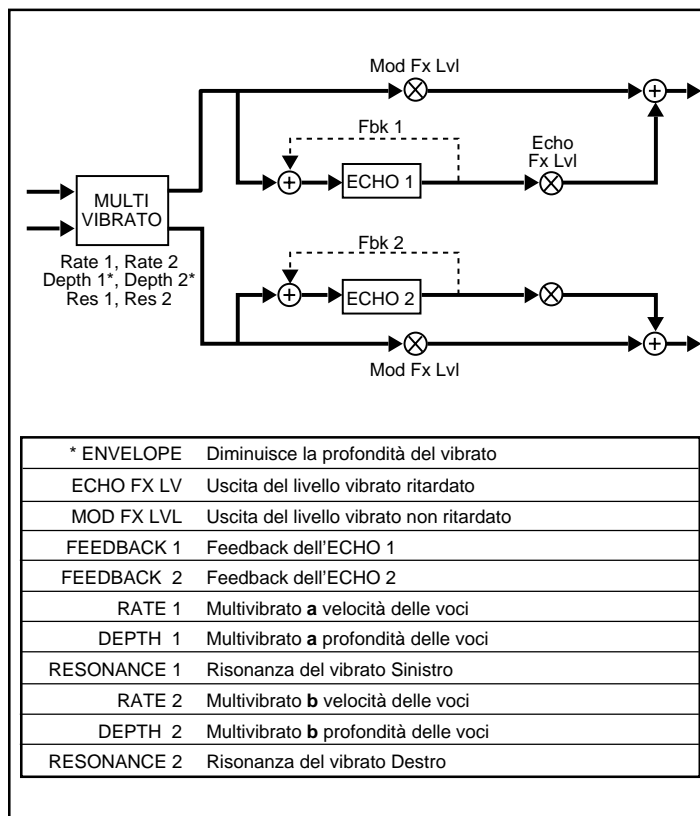 Mod Fx Lvl
Fbk 1
Echo
Fx Lvl
ECHO 1
MULTI
VIBRATO
Rate 1, Rate 2
Depth 1*, Depth 2*
Res 1, Res 2
Fbk 2
ECHO 2
Mod Fx Lvl
* ENVELOPE Diminuisce la profondità del vibrato
ECHO FX LV Uscita del livello vibrato ritardato
MOD FX LVL Uscita del livello vibrato non ritardato
FEEDBACK 1 Feedback dell'ECHO 1
FEEDBACK 2 Feedback dell'ECHO 2
RATE 1 Multivibrato a velocità delle voci
DEPTH 1 Multivibrato a profondità delle voci
RESONANCE 1 Risonanza del vibrato Sinistro
RATE 2 Multivibrato b velocità delle voci
DEPTH 2 Multivibrato b profondità delle voci
RESONANCE 2 Risonanza del vibrato Destro